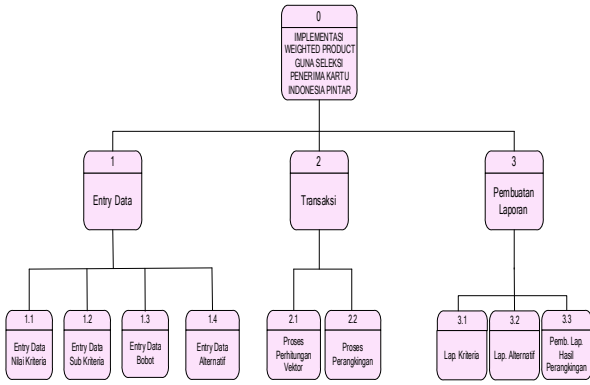 0
IMPLEMENTASI
WEIGHTED PRODUCT
GUNA SELEKSI
PENERIMA KARTU
INDONESIA PINTAR
1
Entry Data
2
Transaksi
3
Pembuatan
Laporan
1.1
Entry Data
Nilai Kriteria
1.2
Entry Data
Sub Kriteria
1.3
Entry Data
Bobot
1.4
Entry Data
Alternatif
2.1
Proses
Perhitungan
Vektor
2.2
Proses
Perangkingan
3.1
Lap. Kriteria
3.2
Lap. Alternatif
3.3
Pemb. Lap.
Hasil
Perangkingan